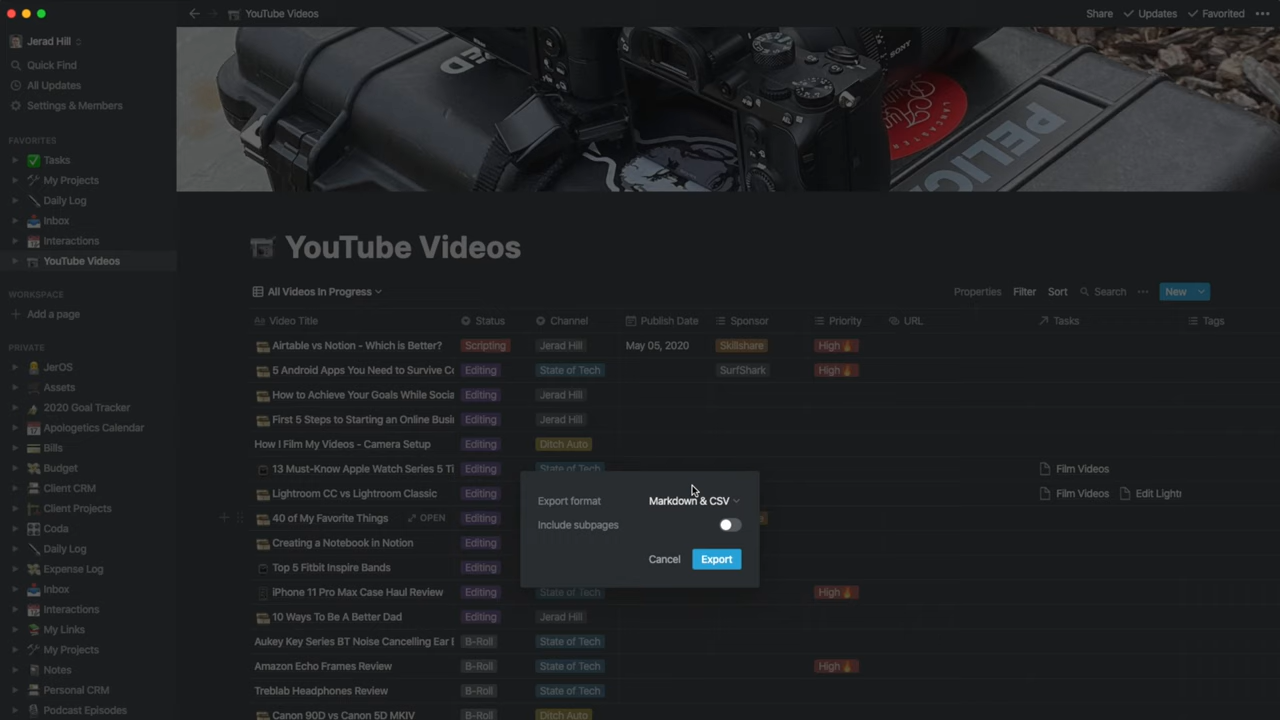 YouTube Videos
Share
Updates
Favorited
Jerad Hill
Quick Find
All Updates
Settings & Members
FAVORITES
Tasks
My Projects
Daily Log
Inbox
Interactions
YouTube Videos
WORKSPACE
Add a page
PRIVATE
JerOS
Assets
2020 Goal Tracker
Apologetics Calendar
Bills
Budget
Client CRM
Client Projects
Coda
Daily Log
Expense Log
Inbox
Interactions
My Links
My Projects
Notes
Personal CRM
Podcast Episodes
SONY
LANCASTER
PELIC
YouTube Videos
All Videos In Progress
Properties Filter Sort Search ··· New
Video Title Status Channel Publish Date Sponsor Priority URL Tasks Tags
Airtable vs Notion - Which is Better? Scripting Jerad Hill May 05, 2020 Skillshare High
5 Android Apps You Need to Survive Editing State of Tech SurfShark High
How to Achieve Your Goals While Editing Jerad Hill
First 5 Steps to Starting an Online Editing Jerad Hill
How I Film My Videos - Camera Setup Editing Ditch Auto
13 Must-Know Apple Watch Series 5 Editing State of Tech Film Videos
Lightroom CC vs Lightroom Classic Editing Film Videos Edit
40 of My Favorite Things OPEN Editing
Creating a Notebook in Notion Editing
Top 5 Fitbit Inspire Bands Editing
iPhone 11 Pro Max Case Haul Review Editing State of Tech High
10 Ways To Be A Better Dad Editing Jerad Hill
Aukey Key Series BT Noise Cancelling Ear B-Roll State of Tech
Amazon Echo Frames Review B-Roll State of Tech High
Treblab Headphones Review B-Roll State of Tech
Canon 90D vs Canon 5D MKIV B-Roll Ditch Auto
Export format Markdown & CSV
Include subpages
Cancel Export